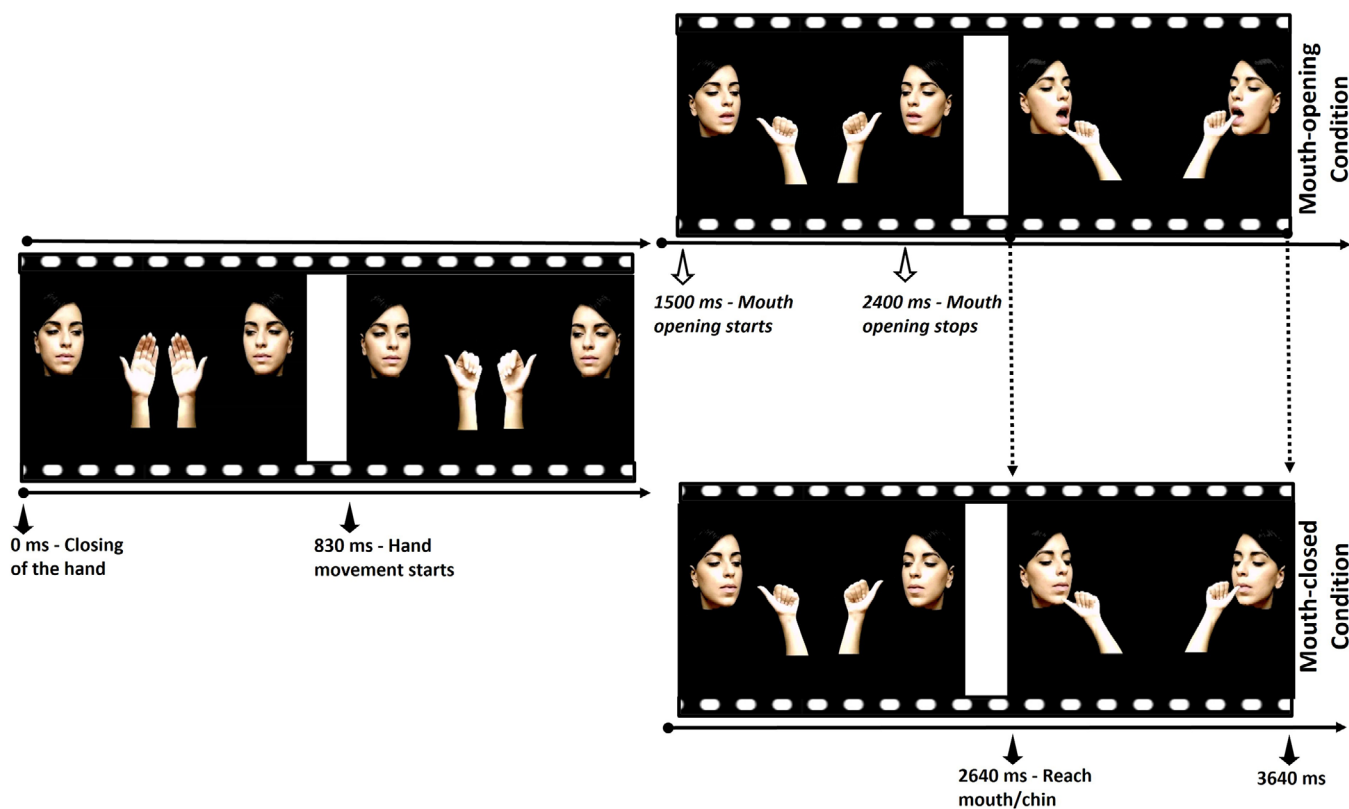 Mouth-opening
Condition
1500 ms - Mouth
opening starts
2400 ms - Mouth
opening stops
0 ms - Closing
of the hand
830 ms - Hand
movement starts
Mouth-closed
Condition
2640 ms - Reach
mouth/chin
3640 ms